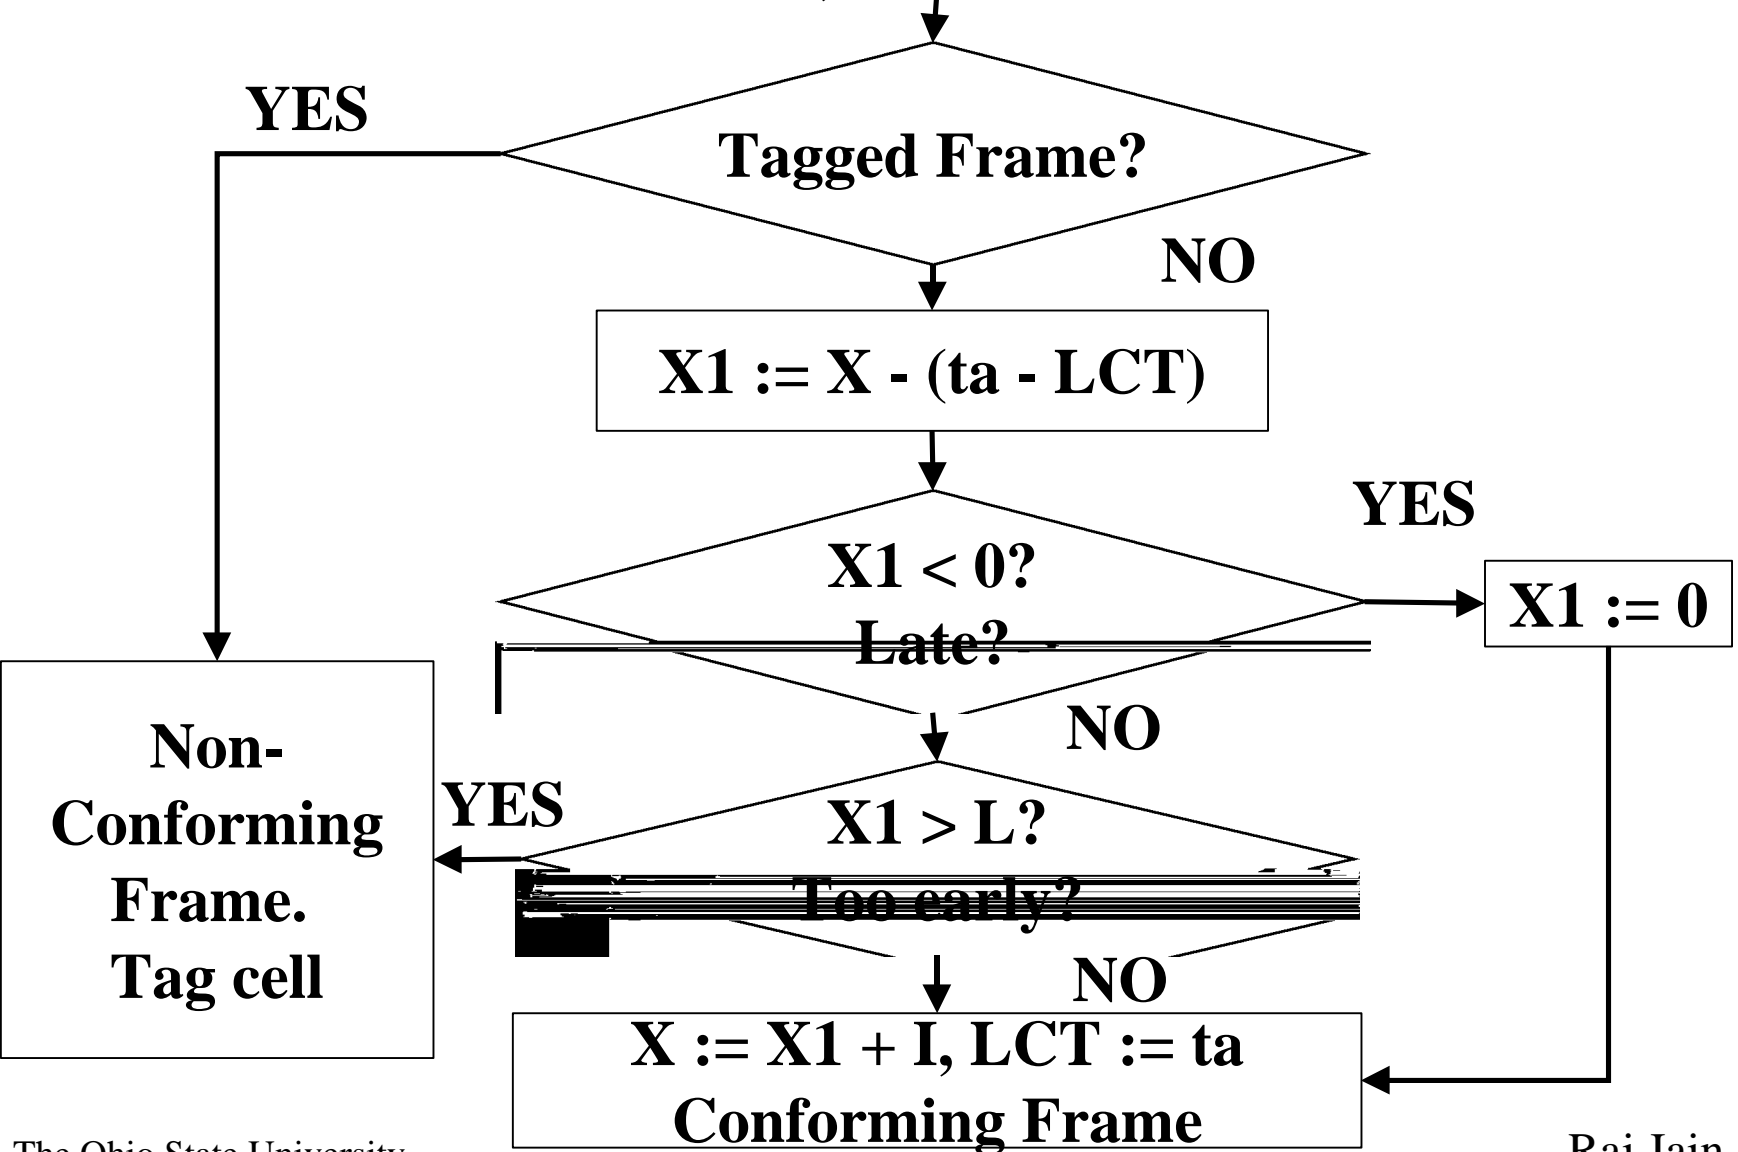 YES
Tagged Frame?
NO
X1 := X - (ta - LCT)
YES
X1 < 0?
Late?
X1 := 0
NO
Non-
Conforming
Frame.
Tag cell
YES
X1 > L?
Too early?
NO
X := X1 + I, LCT := ta
Conforming Frame
The Ohio State University
Raj Jain